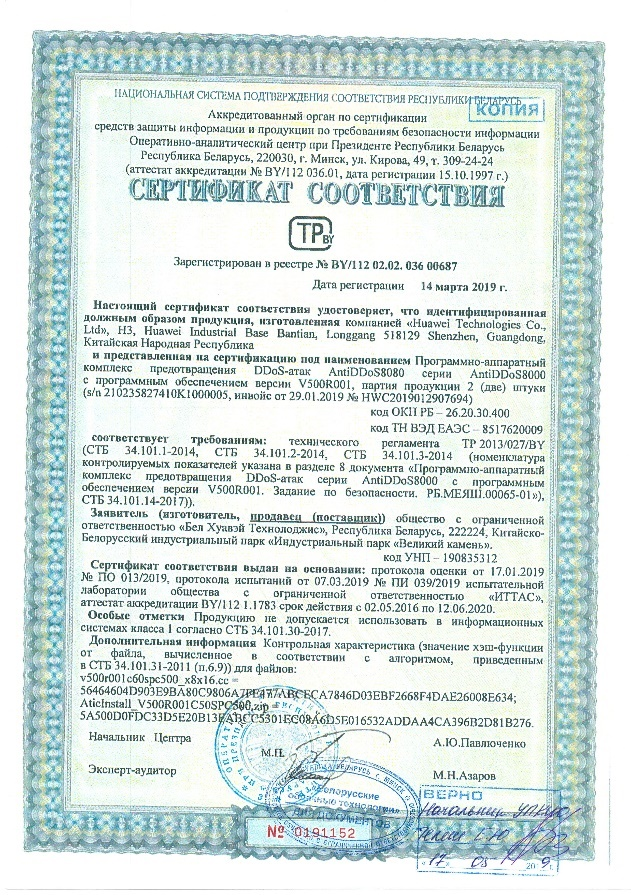 НАЦИОНАЛЬНАЯ СИСТЕМА ПОДТВЕРЖДЕНИЯ СООТВЕТСТВИЯ РЕСПУБЛИКИ БЕЛАРУСЬ
КОПИЯ
Аккредитованный орган по сертификации
средств защиты информации и продукции по требованиям безопасности информации
Оперативно-аналитический центр при Президенте Республики Беларусь
Республика Беларусь, 220030, г. Минск, ул. Кирова, 49, т. 309-24-24
(аттестат аккредитации № BY/112 036.01, дата регистрации 15.10.1997 г.)
СЕРТИФИКАТ СООТВЕТСТВИЯ
ТР BY
Зарегистрирован в реестре № BY/112 02.02. 036 00687
Дата регистрации 14 марта 2019 г.
Настоящий сертификат соответствия удостоверяет, что идентифицированная
должным образом продукция, изготовленная компанией «Huawei Technologies Co.,
Ltd», H3, Huawei Industrial Base Bantian, Longgang 518129 Shenzhen, Guangdong,
Китайская Народная Республика
и представленная на сертификацию под наименованием Программно-аппаратный
комплекс предотвращения DDoS-атак AntiDDoS8080 серии AntiDDoS8000
с программным обеспечением версии V500R001, партия продукции 2 (две) штуки
(s/n 210235827410K1000005, инвойс от 29.01.2019 № HWC2019012907694)
код ОКП РБ – 26.20.30.400
код ТН ВЭД ЕАЭС – 8517620009
соответствует требованиям: технического регламента ТР 2013/027/BY
(СТБ 34.101.1-2014, СТБ 34.101.2-2014, СТБ 34.101.3-2014 (номенклатура
контролируемых показателей указана в разделе 8 документа «Программно-аппаратный
комплекс предотвращения DDoS-атак серии AntiDDoS8000 с программным
обеспечением версии V500R001. Задание по безопасности. РБ.МЕЯШ.00065-01»),
СТБ 34.101.14-2017)).
Заявитель (изготовитель, продавец (поставщик)) общество с ограниченной
ответственностью «Бел Хуавэй Технолоджис», Республика Беларусь, 222224, Китайско-
Белорусский индустриальный парк «Индустриальный парк «Великий камень».
код УНП – 190835312
Сертификат соответствия выдан на основании: протокола оценки от 17.01.2019
№ ПО 013/2019, протокола испытаний от 07.03.2019 № ПИ 039/2019 испытательной
лаборатории общества с ограниченной ответственностью «ИТТАС»,
аттестат аккредитации BY/112 1.1783 срок действия с 02.05.2016 по 12.06.2020.
Особые отметки Продукцию не допускается использовать в информационных
системах класса 1 согласно СТБ 34.101.30-2017.
Дополнительная информация Контрольная характеристика (значение хэш-функции
от файла, вычисленное в соответствии с алгоритмом, приведенным
в СТБ 34.101.31-2011 (п.6.9)) для файлов:
v500r001c60spc500_x8x16.cc =
AticInstall_V500R001C50SPC500.zip =
Начальник Центра
М.П.
А.Ю.Павлюченко
Эксперт-аудитор
М.Н.Азаров
№ 0191152
ВЕРНО